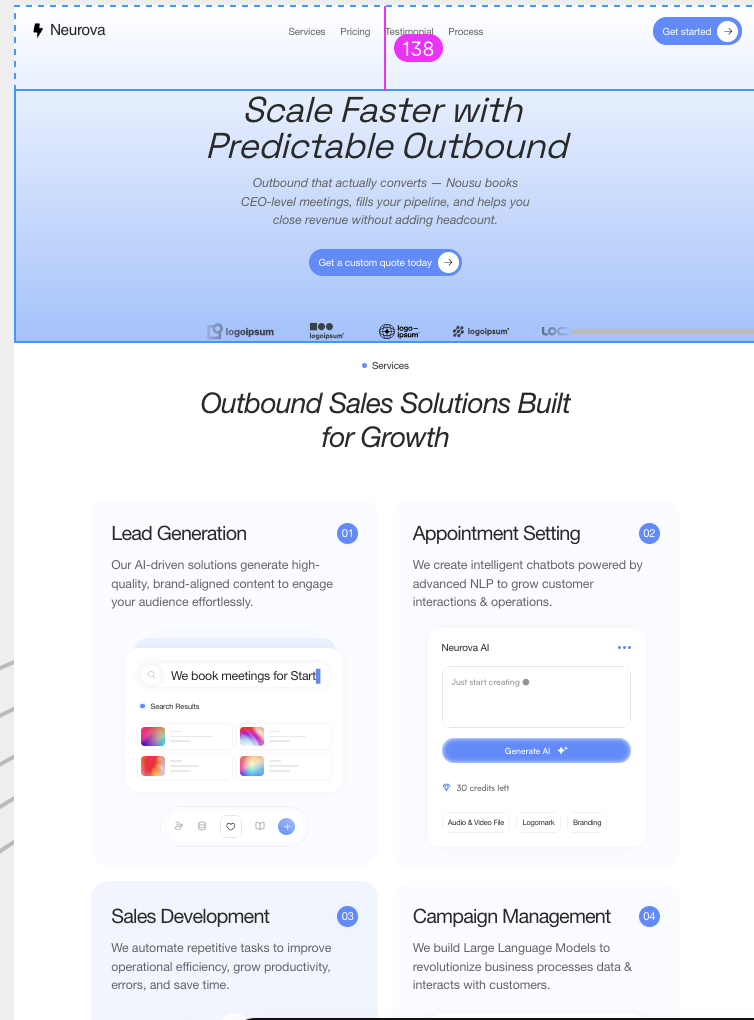 Neurova
Services Pricing Testimonial Process
Get started
138
Scale Faster with
Predictable Outbound
Outbound that actually converts — Nousu books
CEO-level meetings, fills your pipeline, and helps you
close revenue without adding headcount.
Get a custom quote today
logoipsum
logoipsum
logo-
ipsum
logoipsum
Services
Outbound Sales Solutions Built
for Growth
Lead Generation
01
Our AI-driven solutions generate high-
quality, brand-aligned content to engage
your audience effortlessly.
We book meetings for Start
Search Results
Appointment Setting
02
We create intelligent chatbots powered by
advanced NLP to grow customer
interactions & operations.
Neurova AI
Just start creating
Generate AI
30 credits left
Audio & Video File Logomark Branding
Sales Development
03
We automate repetitive tasks to improve
operational efficiency, grow productivity,
errors, and save time.
Campaign Management
04
We build Large Language Models to
revolutionize business processes data &
interacts with customers.